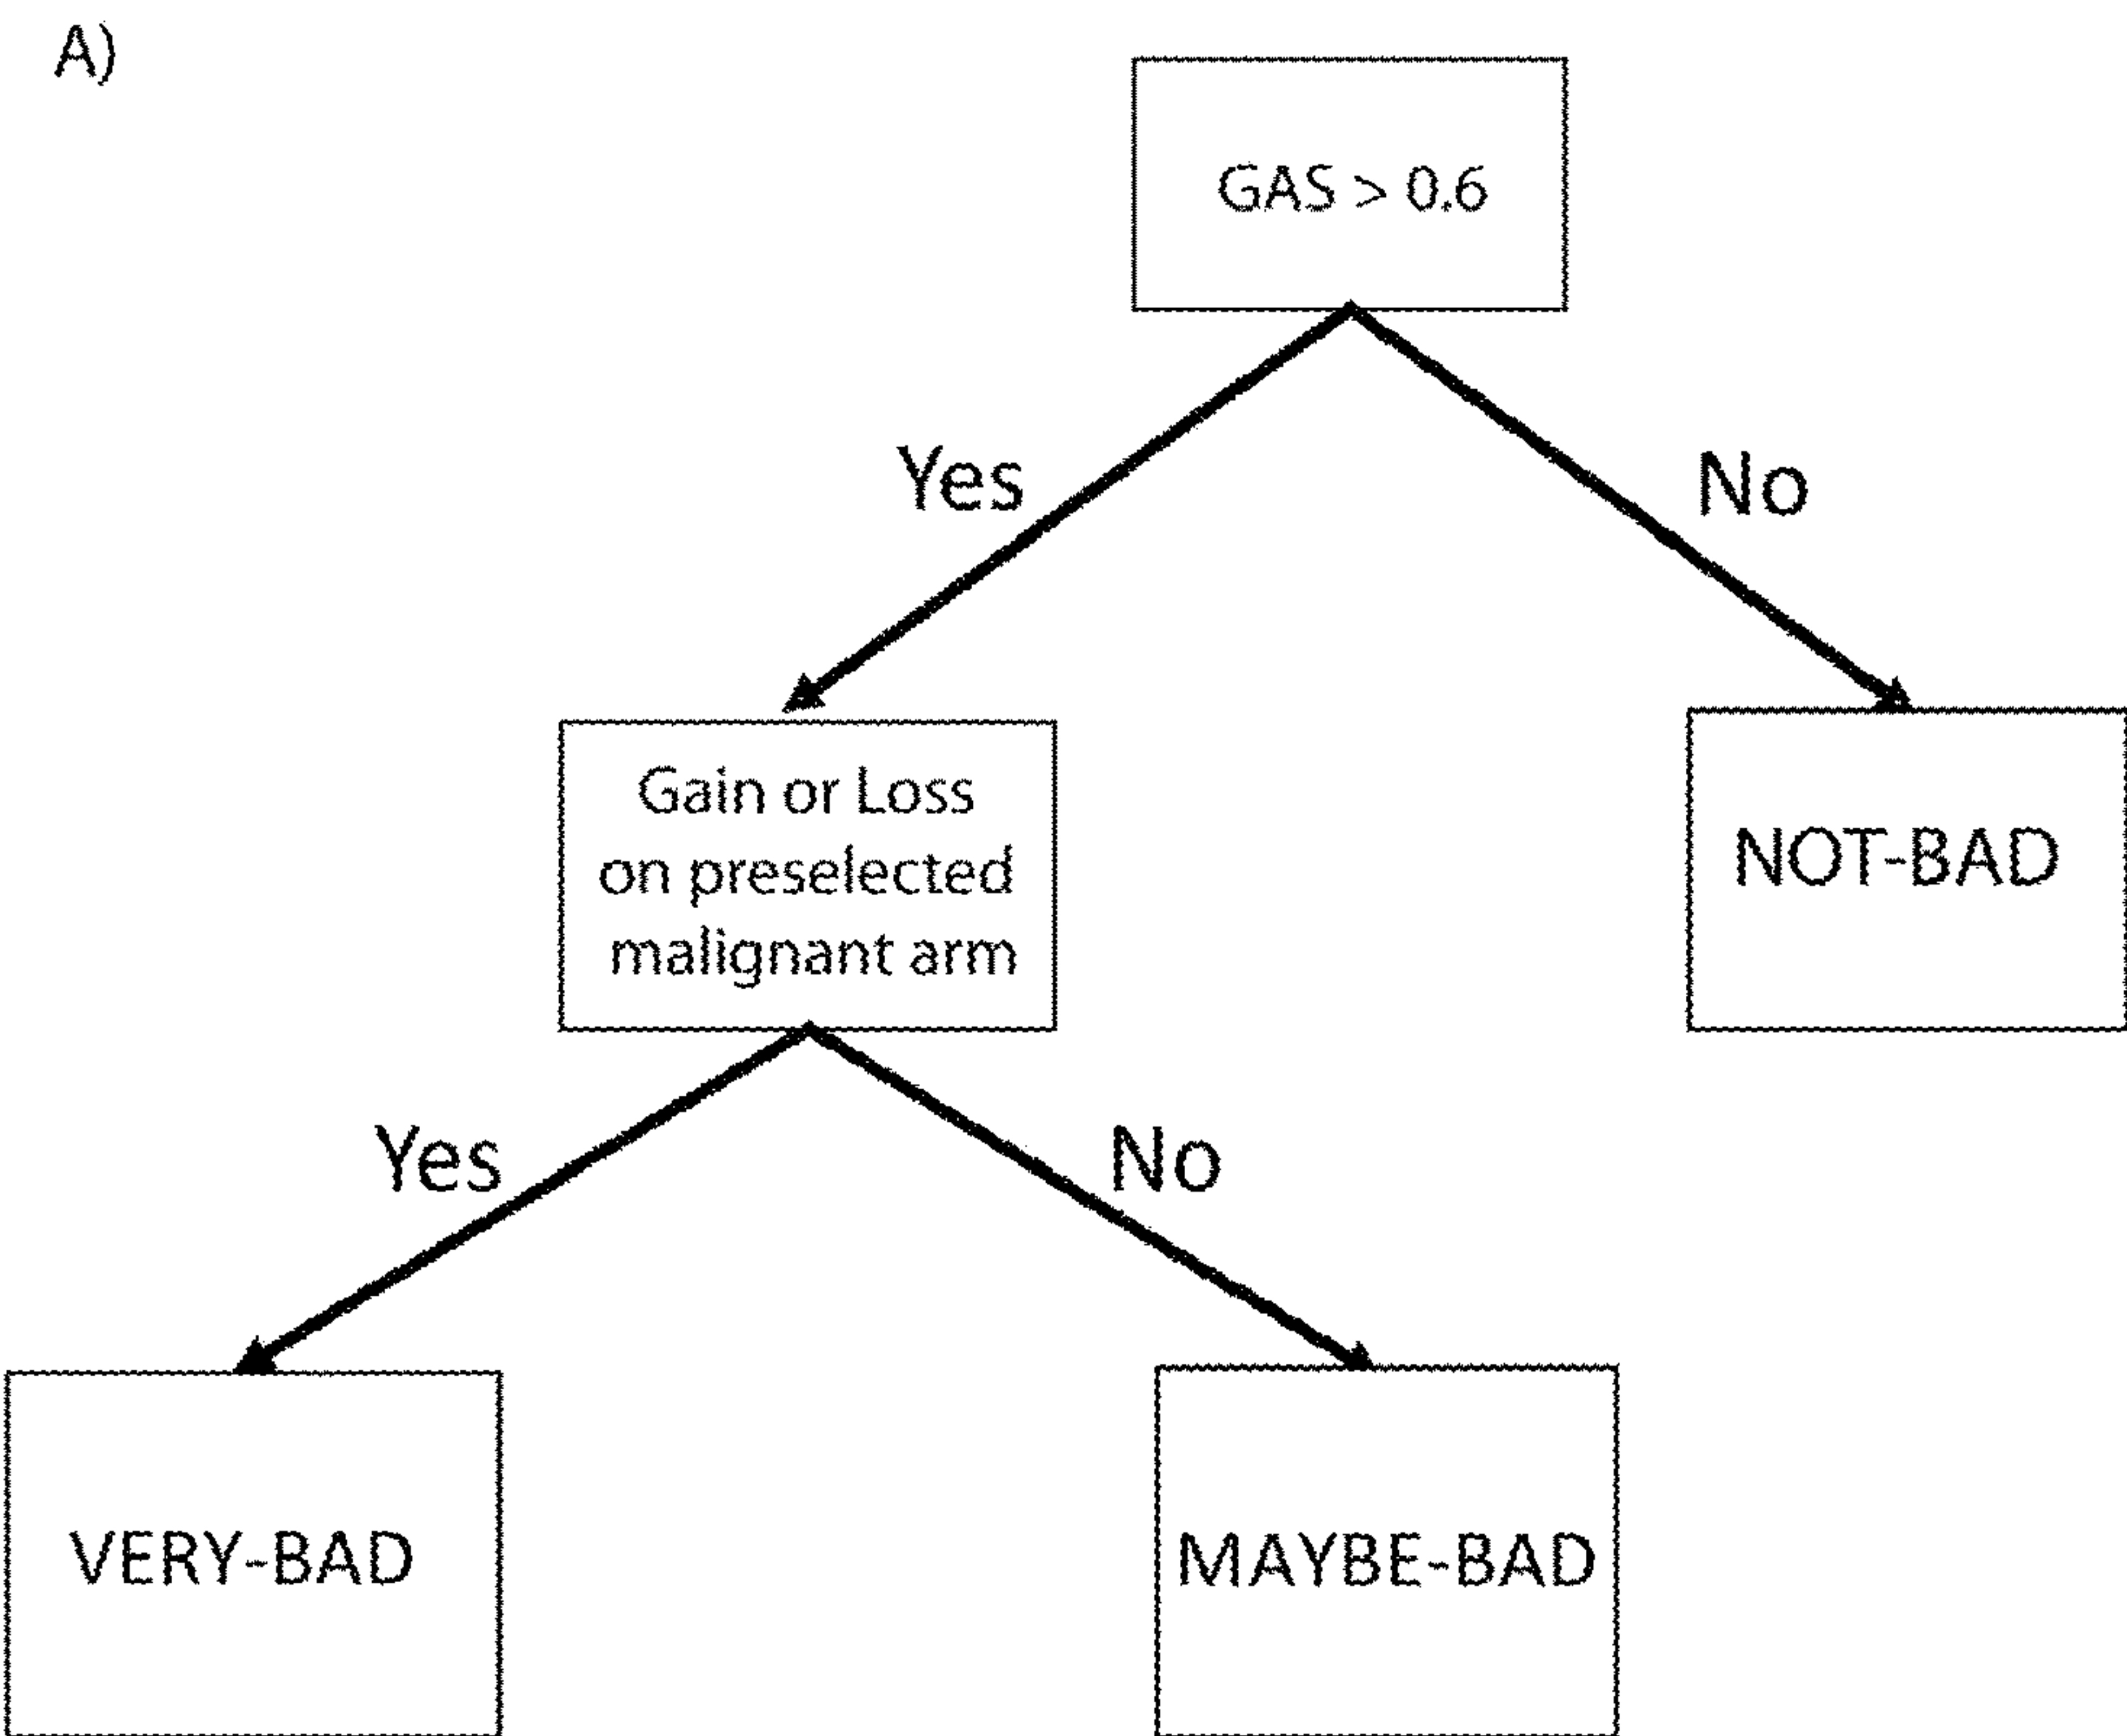 A)
GAS > 0.6
Yes
No
Gain or Loss
on preselected
malignant arm
NOT-BAD
Yes
No
VERY-BAD
MAYBE-BAD